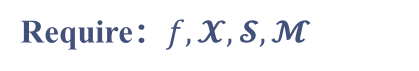 Require： 𝑓, 𝓧, 𝓢, 𝓜